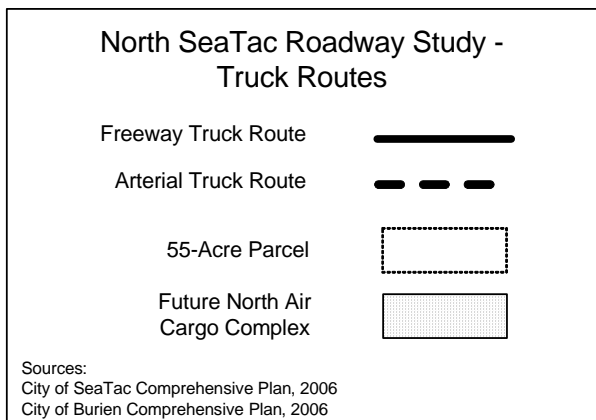 North SeaTac Roadway Study -
Truck Routes
Freeway Truck Route
Arterial Truck Route
55-Acre Parcel
Future North Air
Cargo Complex
Sources:
City of SeaTac Comprehensive Plan, 2006
City of Burien Comprehensive Plan, 2006